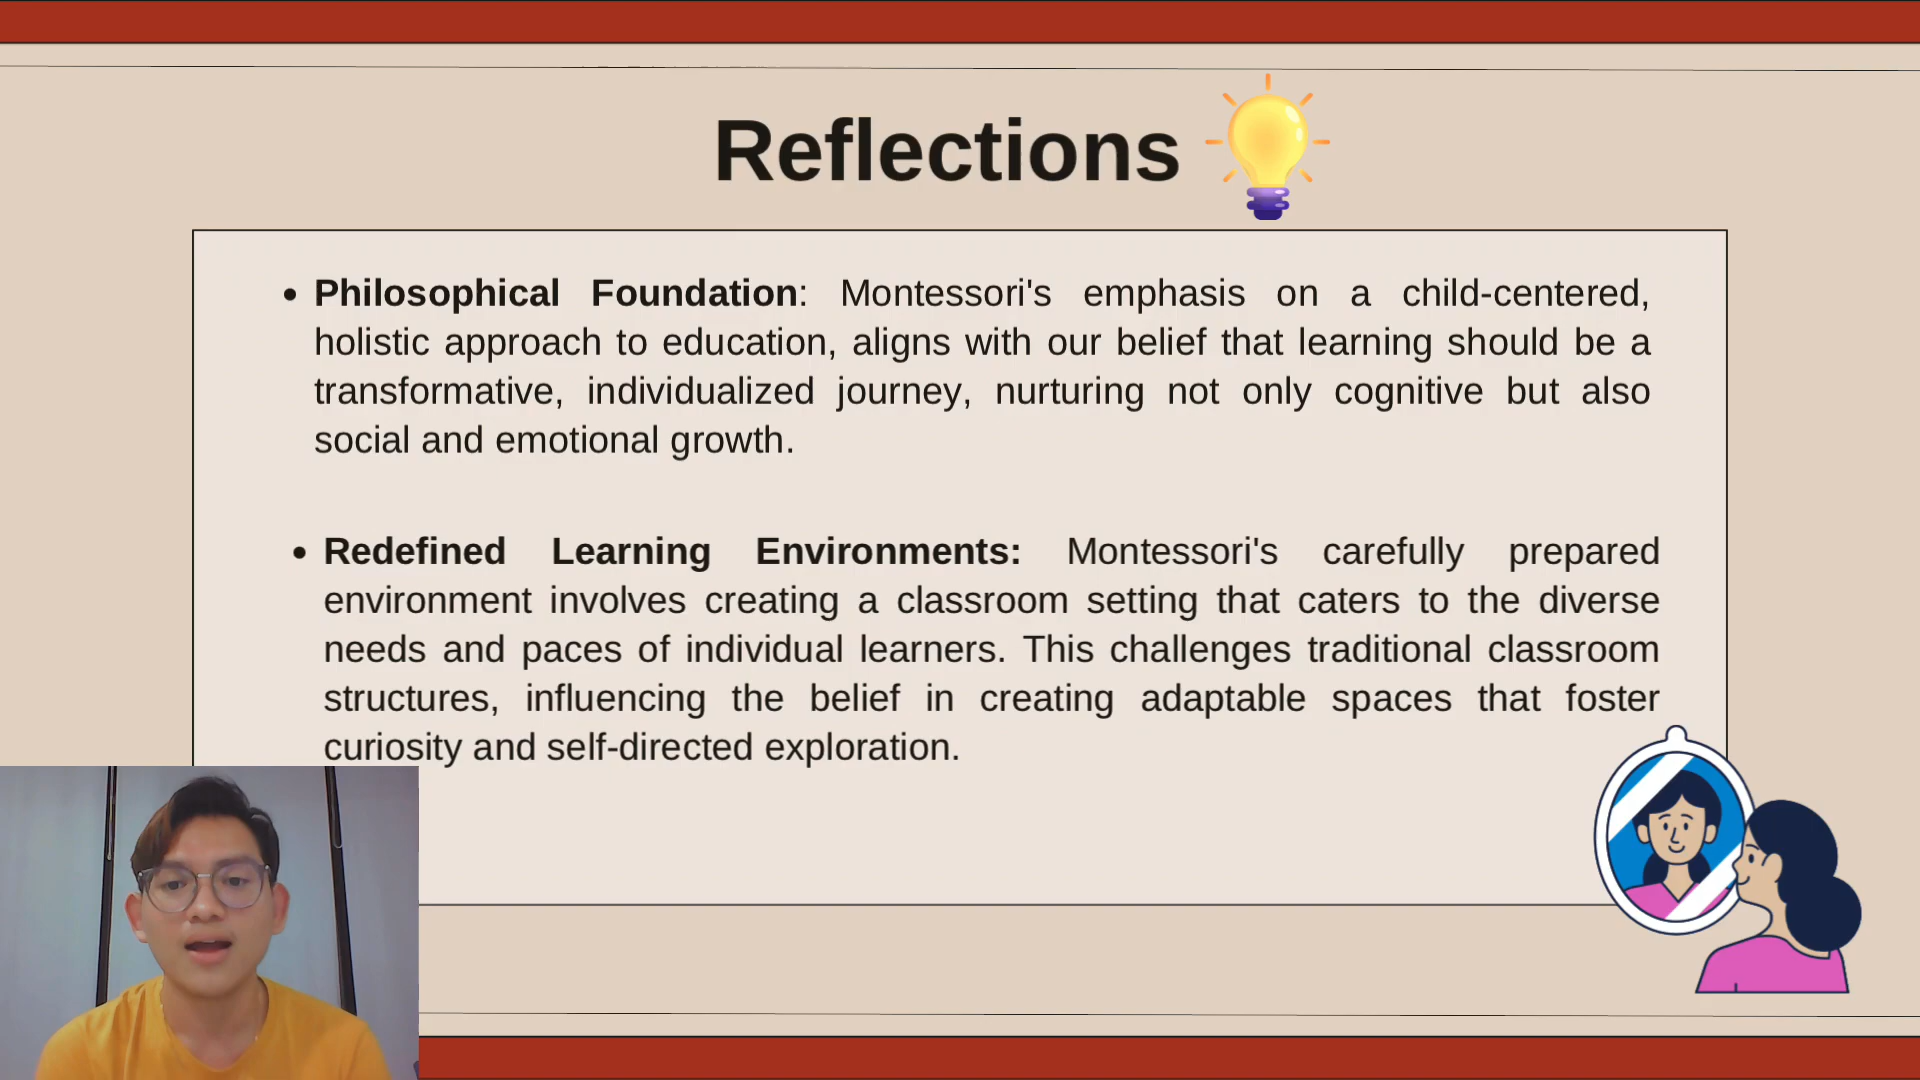 Reflections
• Philosophical Foundation: Montessori's emphasis on a child-centered,
holistic approach to education, aligns with our belief that learning should be a
transformative, individualized journey, nurturing not only cognitive but also
social and emotional growth.
• Redefined Learning Environments: Montessori's carefully prepared
environment involves creating a classroom setting that caters to the diverse
needs and paces of individual learners. This challenges traditional classroom
structures, influencing the belief in creating adaptable spaces that foster
curiosity and self-directed exploration.